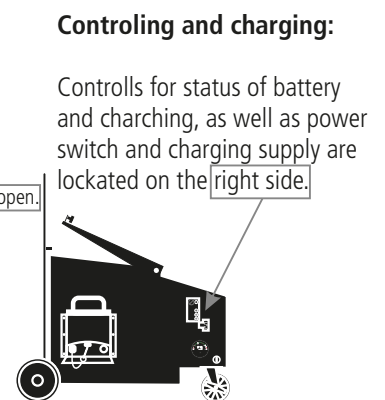 Controling and charging:
Controlls for status of battery
and charching, as well as power
switch and charging supply are
lockated on the right side.
open.